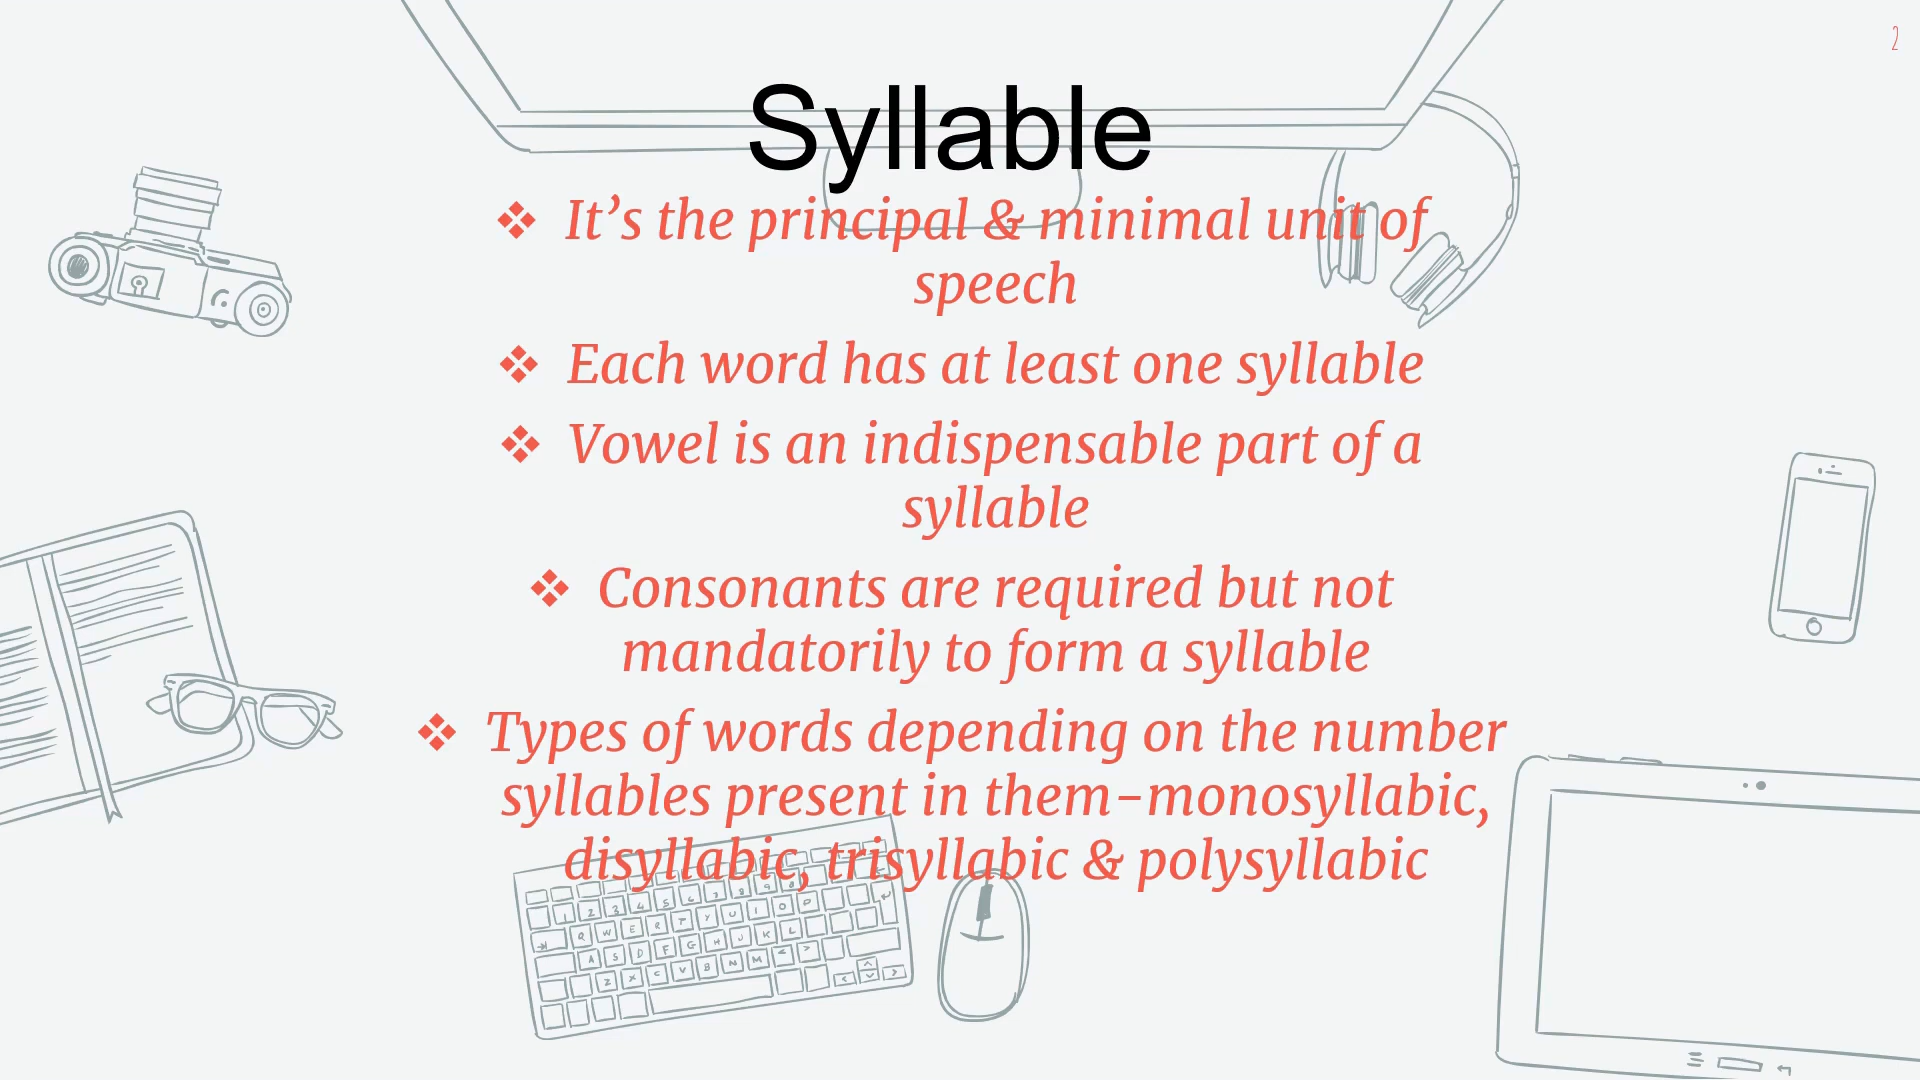 2
Syllable
❖ It’s the principal & minimal unit of
speech
❖ Each word has at least one syllable
❖ Vowel is an indispensable part of a
syllable
❖ Consonants are required but not
mandatorily to form a syllable
❖ Types of words depending on the number
syllables present in them–monosyllabic,
disyllabic, trisyllabic & polysyllabic